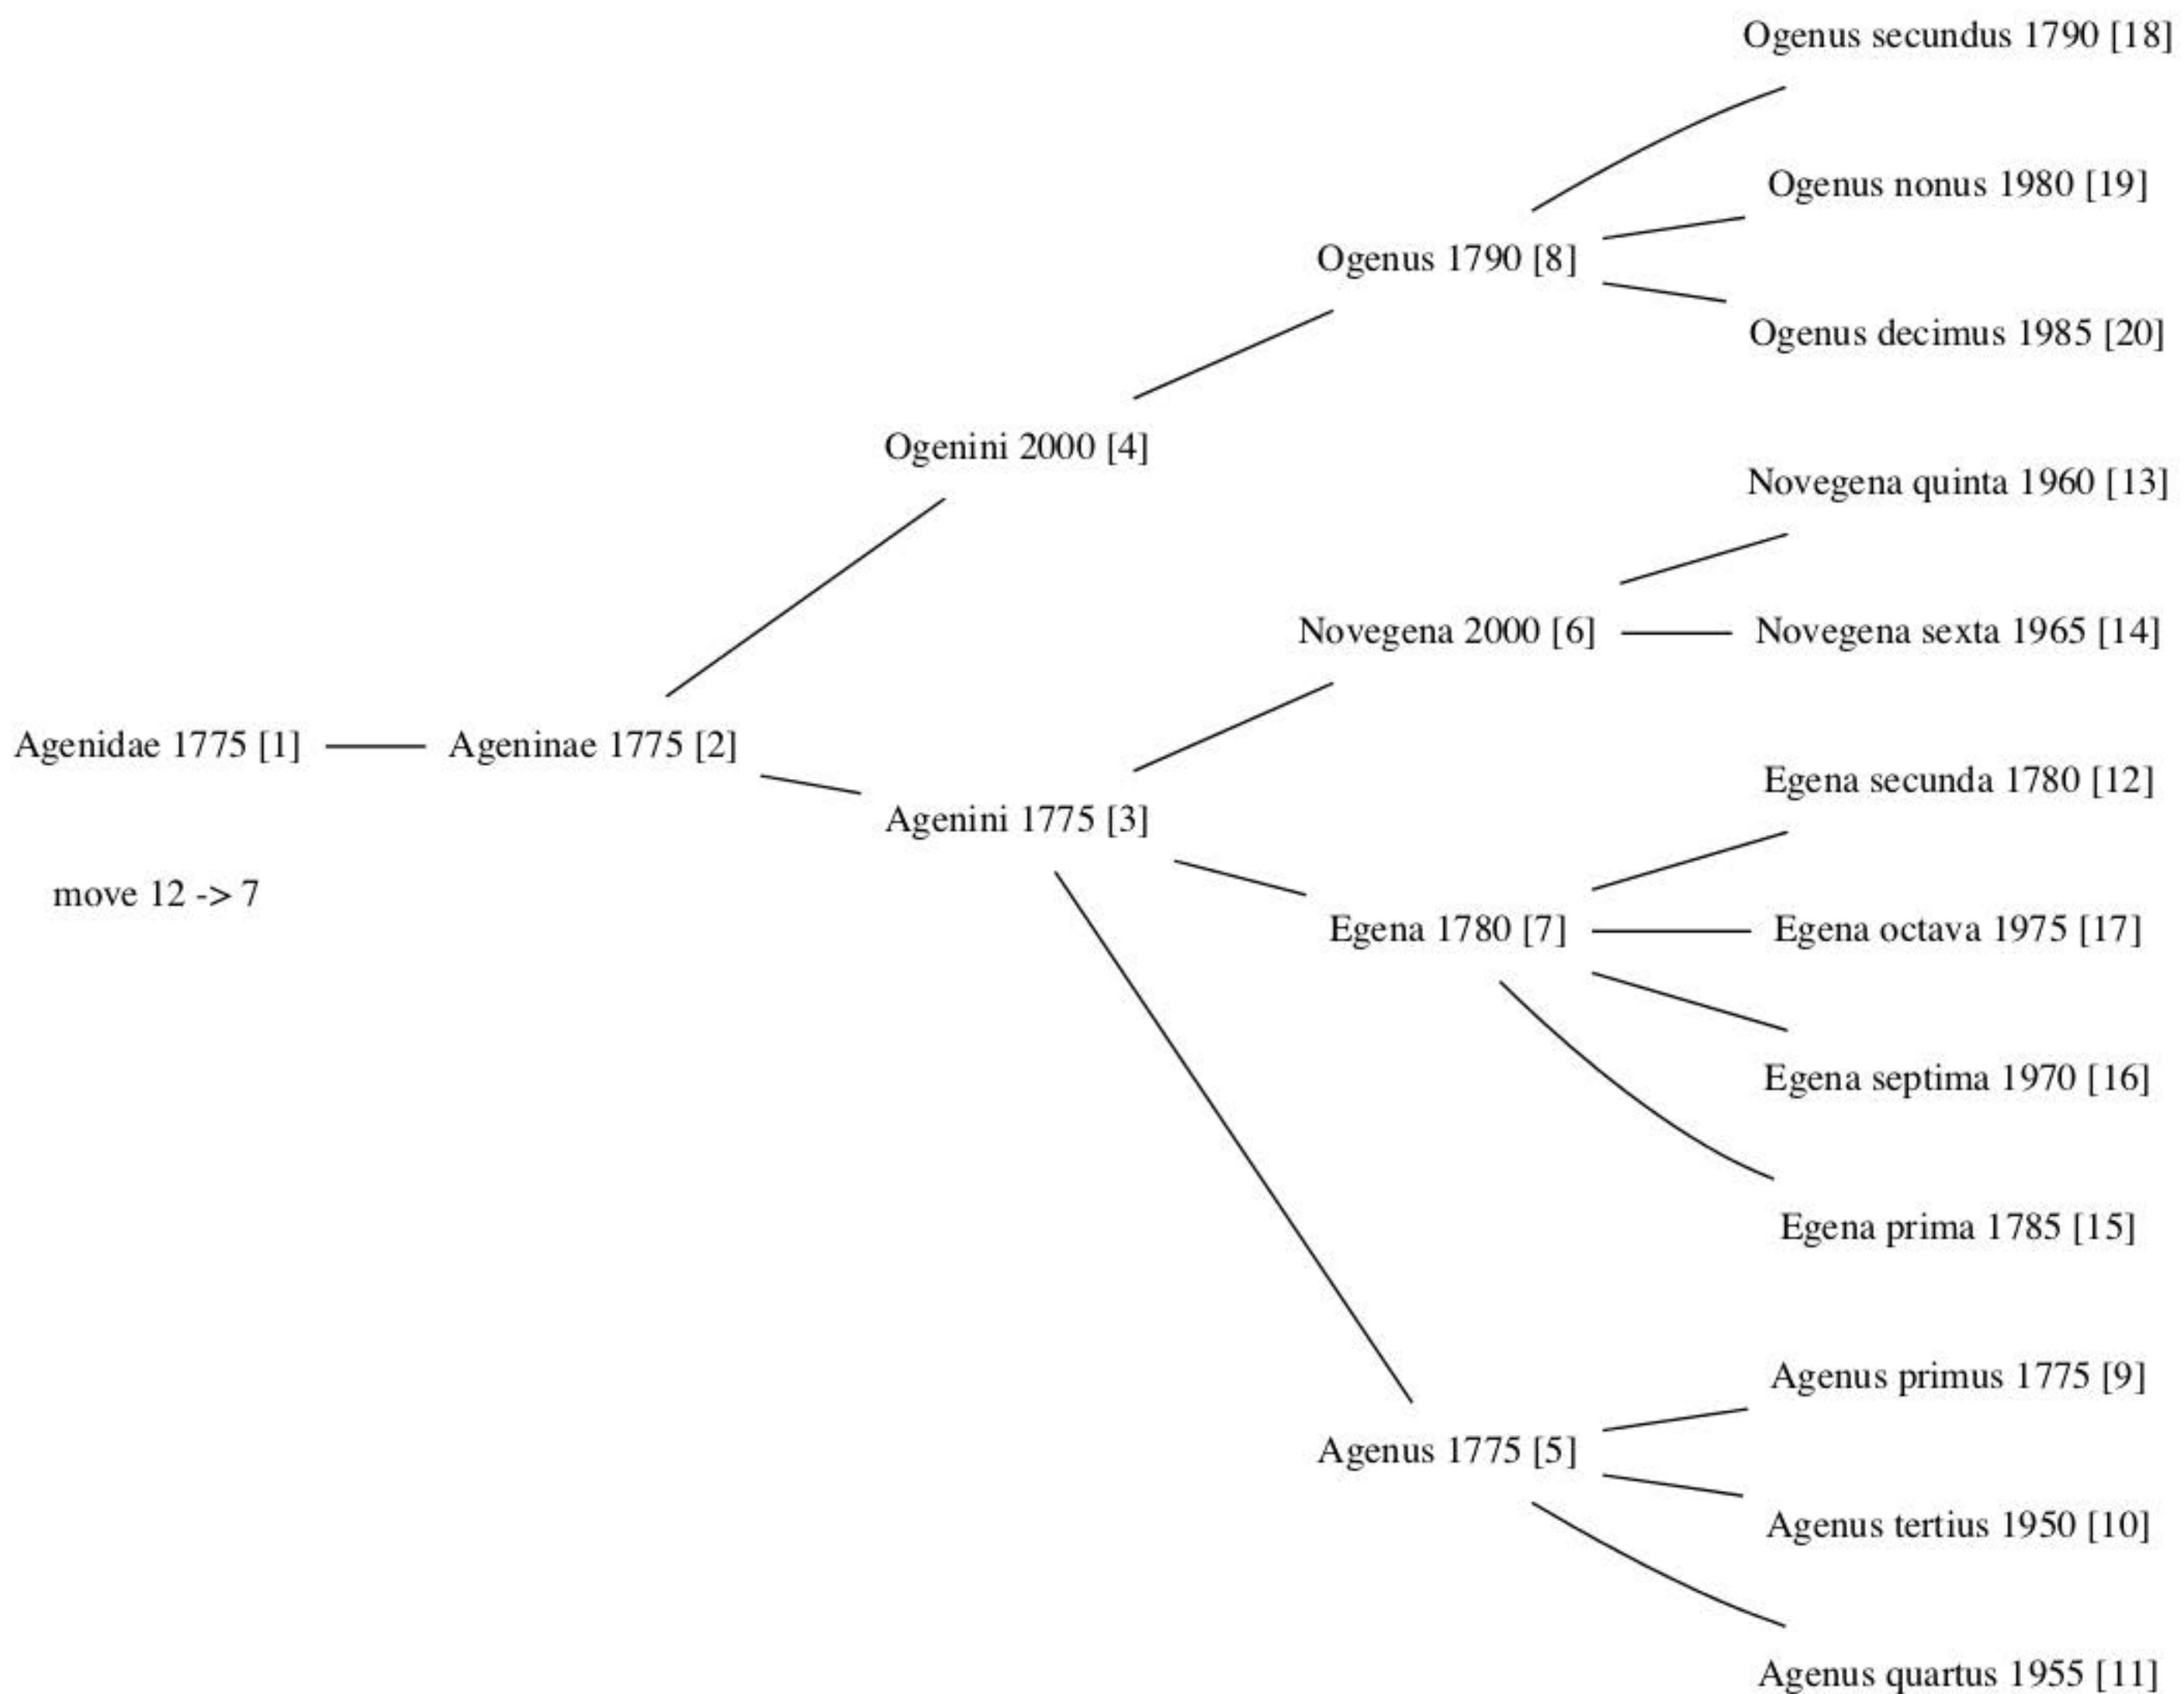 Ogenus secundus 1790 [18]
Ogenus nonus 1980 [19]
Ogenus 1790 [8]
Ogenus decimus 1985 [20]
Ogenini 2000 [4]
Novegena quinta 1960 [13]
Novegena 2000 [6]
Novegena sexta 1965 [14]
Agenidae 1775 [1]
Ageninae 1775 [2]
Egena secunda 1780 [12]
Agenini 1775 [3]
move 12 -> 7
Egena 1780 [7]
Egena octava 1975 [17]
Egena septima 1970 [16]
Egena prima 1785 [15]
Agenus primus 1775 [9]
Agenus 1775 [5]
Agenus tertius 1950 [10]
Agenus quartus 1955 [11]